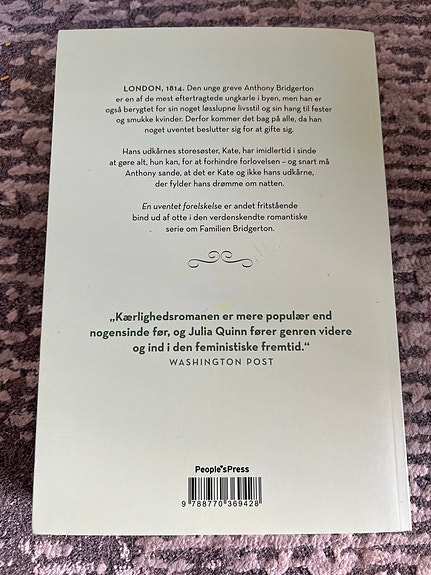 LONDON, 1814. Den unge greve Anthony Bridgerton
er en af de mest eftertragtede ungkarle i byen, men han er
også berygtet for sin noget løsslupne livsstil og sin hang til fester
og smukke kvinder. Derfor kommer det bag på alle, da han
noget uventet beslutter sig for at gifte sig.
Hans udkårnes storesøster, Kate, har imidlertid i sinde
at gøre alt, hun kan, for at forhindre forlovelsen – og snart må
Anthony sande, at det er Kate og ikke hans udkårne,
der fylder hans drømme om natten.
En uventet forelskelse er andet fritstående
bind ud af otte i den verdenskendte romantiske
serie om Familien Bridgerton.
„Kærlighedsromanen er mere populær end
nogensinde før, og Julia Quinn fører genren videre
og ind i den feministiske fremtid.“
WASHINGTON POST
People'sPress
9 788770 369428